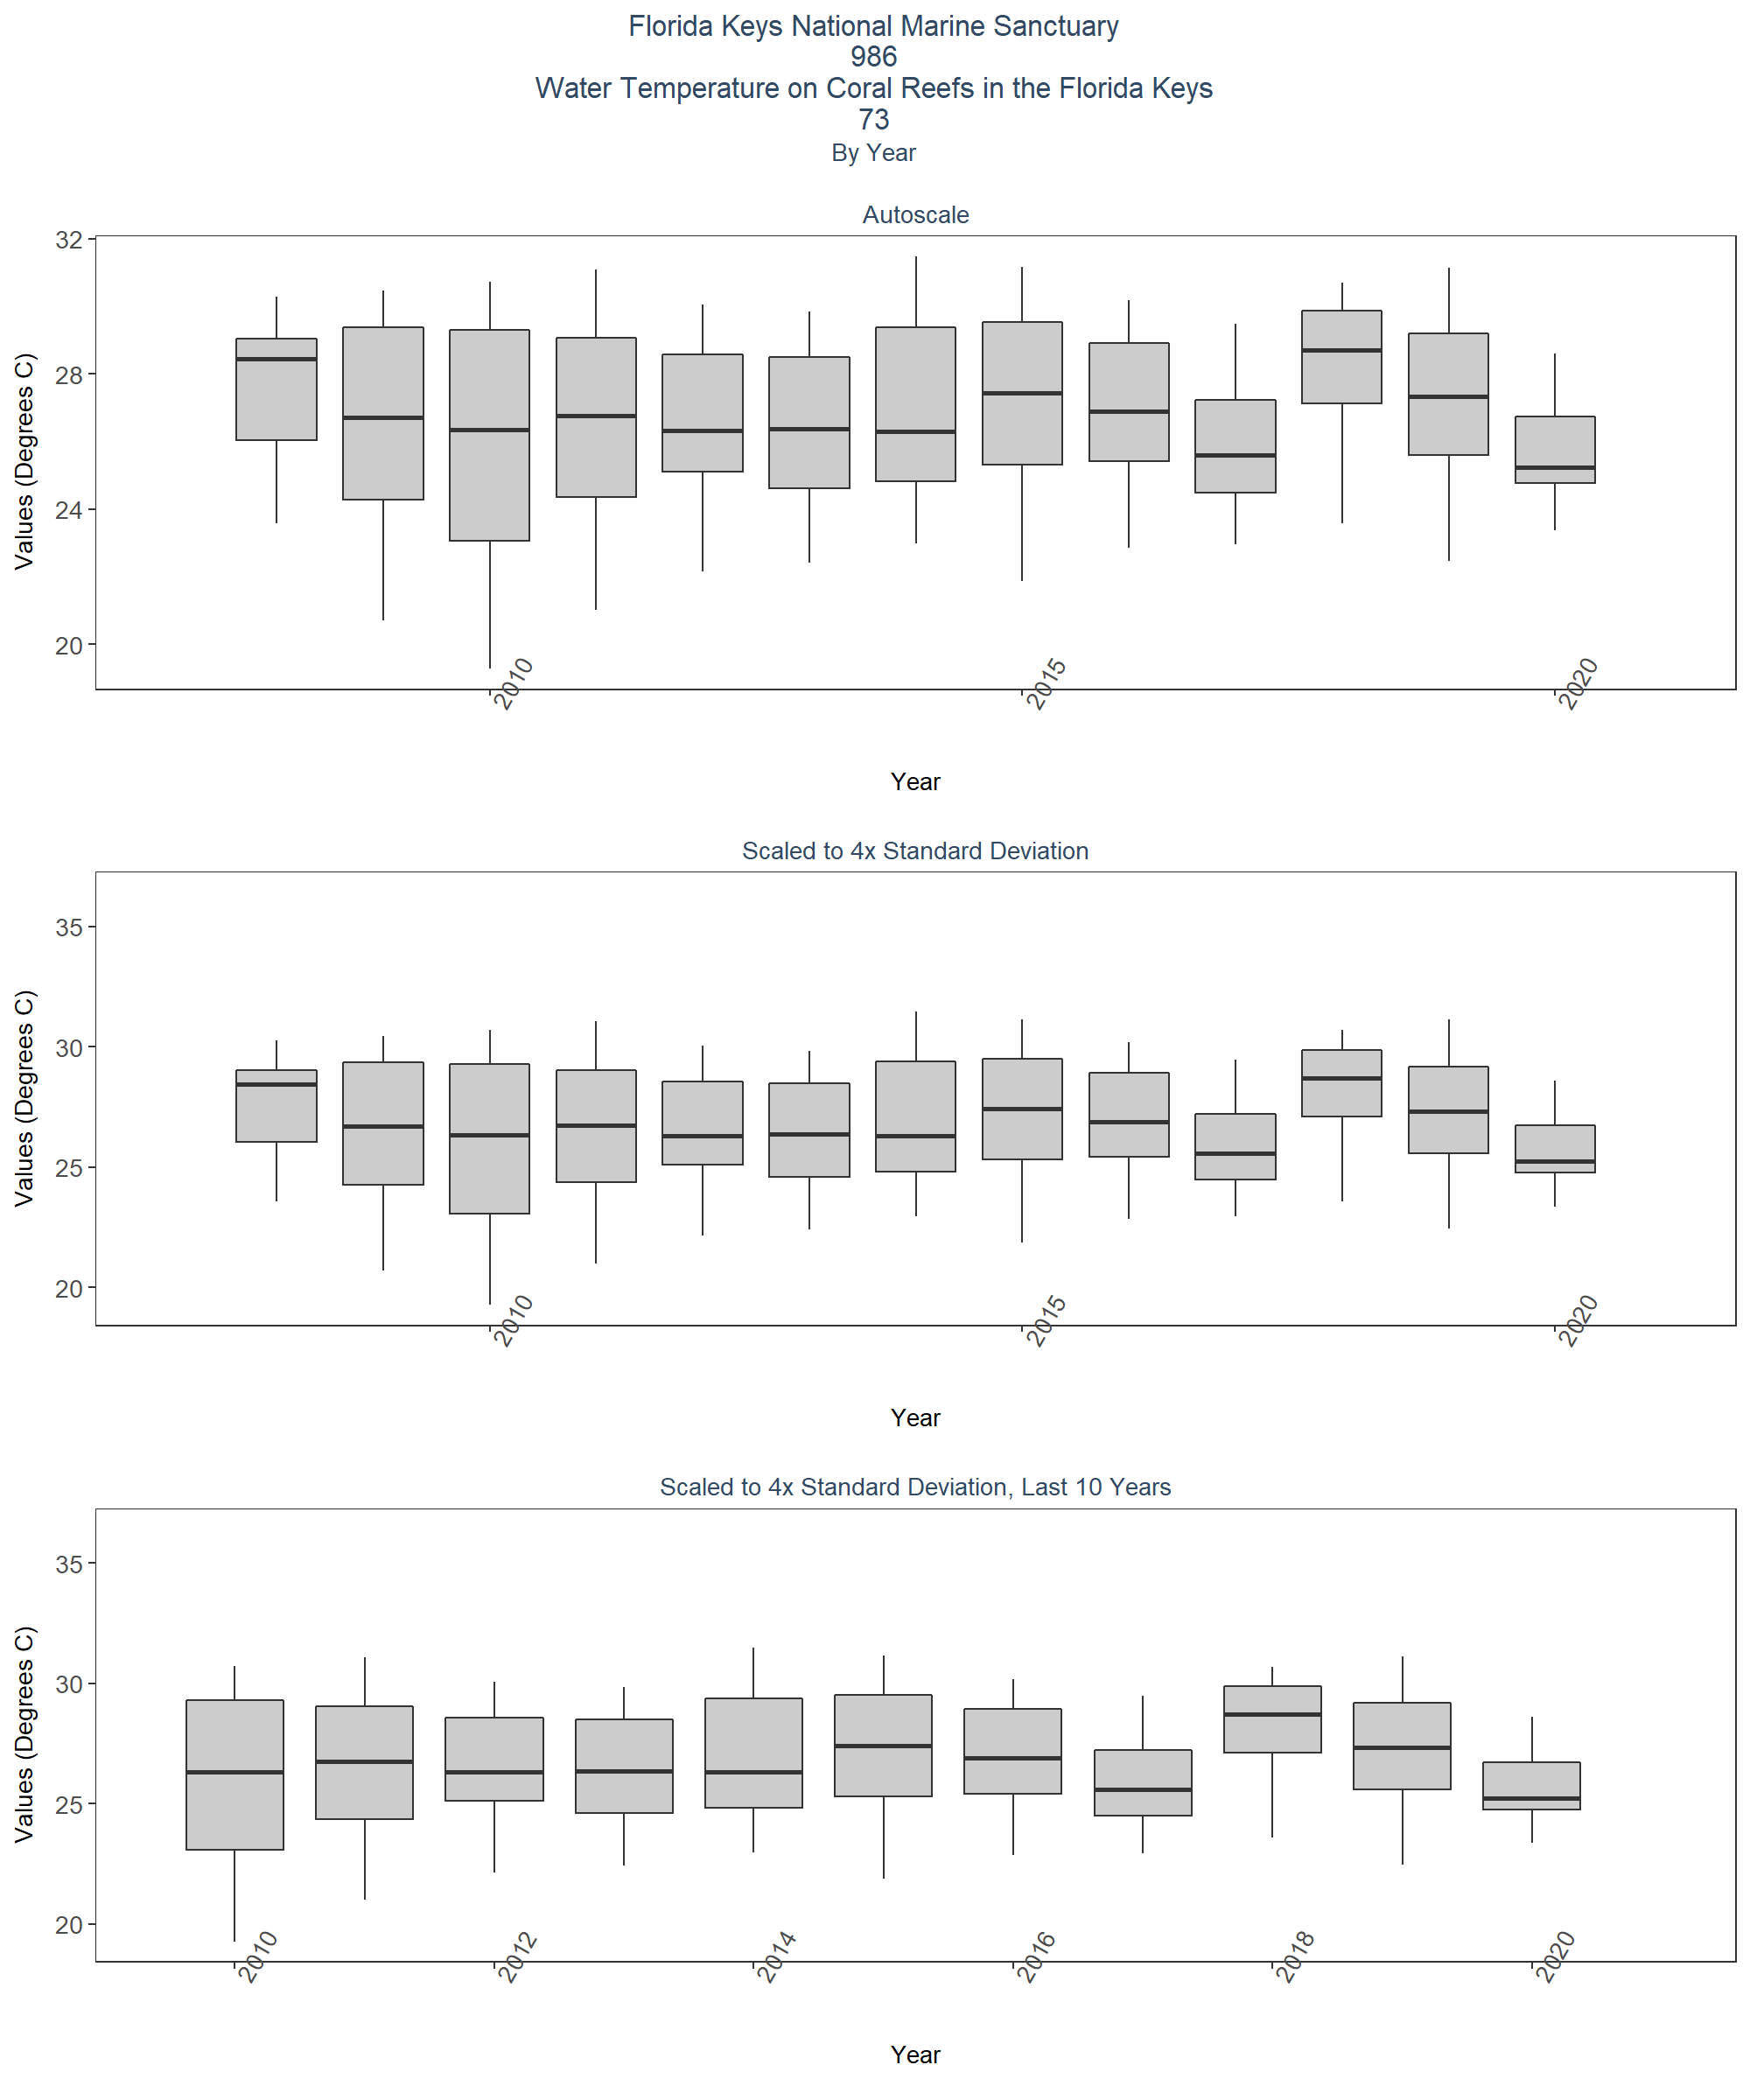 Florida Keys National Marine Sanctuary
986
Water Temperature on Coral Reefs in the Florida Keys
73
By Year
Autoscale
Values (Degrees C)
32
28
24
20
2010
2015
2020
Year
Scaled to 4x Standard Deviation
Values (Degrees C)
35
30
25
20
2010
2015
2020
Year
Scaled to 4x Standard Deviation, Last 10 Years
Values (Degrees C)
35
30
25
20
2010
2012
2014
2016
2018
2020
Year